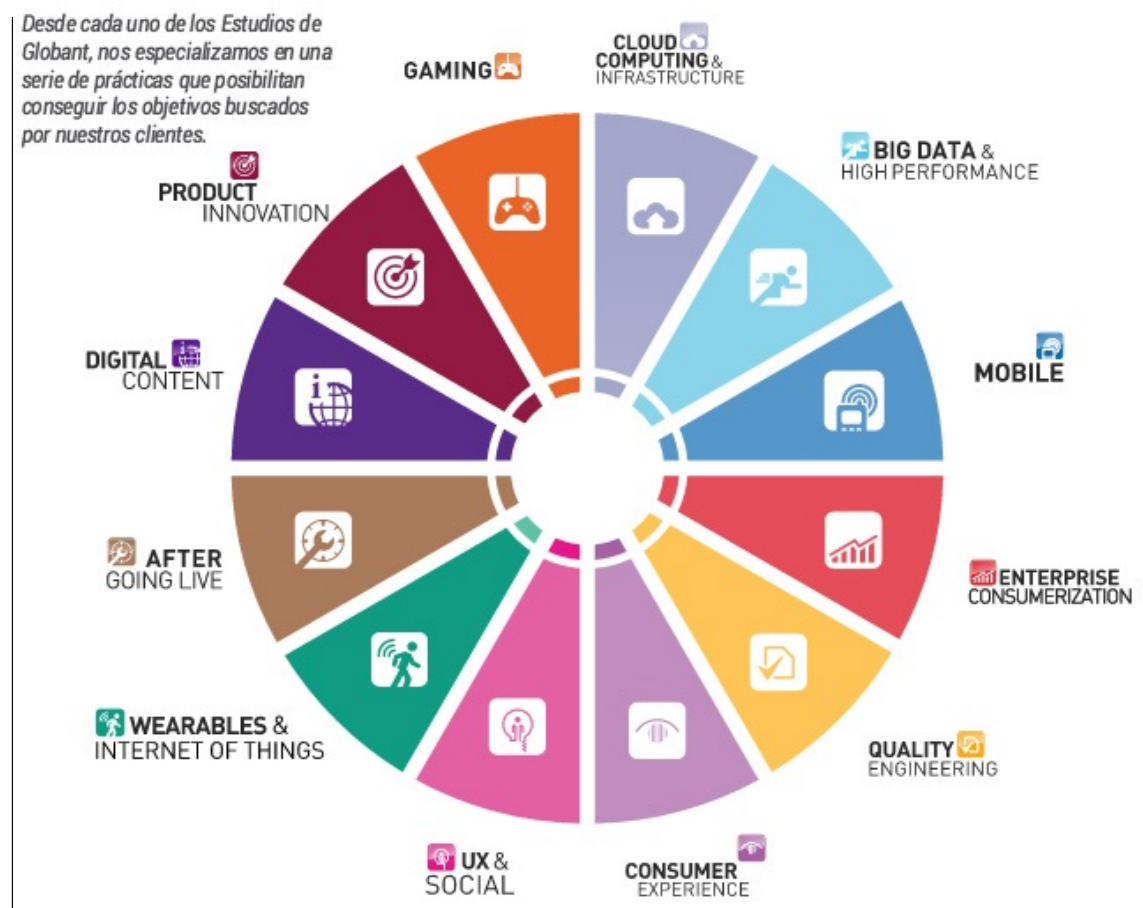 Desde cada uno de los Estudios de
Globant, nos especializamos en una
serie de prácticas que posibilitan
conseguir los objetivos buscados
por nuestros clientes.
GAMING
CLOUD
COMPUTING &
INFRASTRUCTURE
BIG DATA &
HIGH PERFORMANCE
MOBILE
ENTERPRISE
CONSUMERIZATION
QUALITY
ENGINEERING
CONSUMER
EXPERIENCE
UX &
SOCIAL
WEARABLES &
INTERNET OF THINGS
AFTER
GOING LIVE
DIGITAL
CONTENT
PRODUCT
INNOVATION